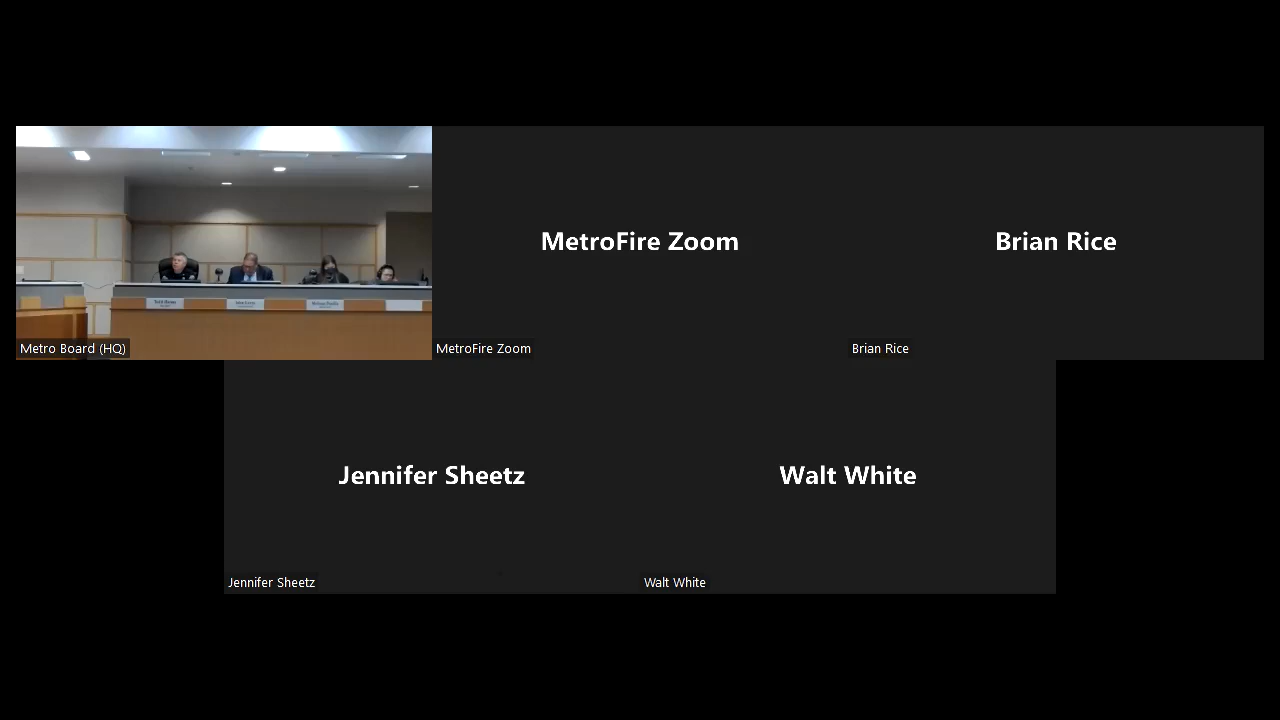 MetroFire Zoom
Brian Rice
Metro Board (HQ)
MetroFire Zoom
Brian Rice
Jennifer Sheetz
Walt White
Jennifer Sheetz
Walt White